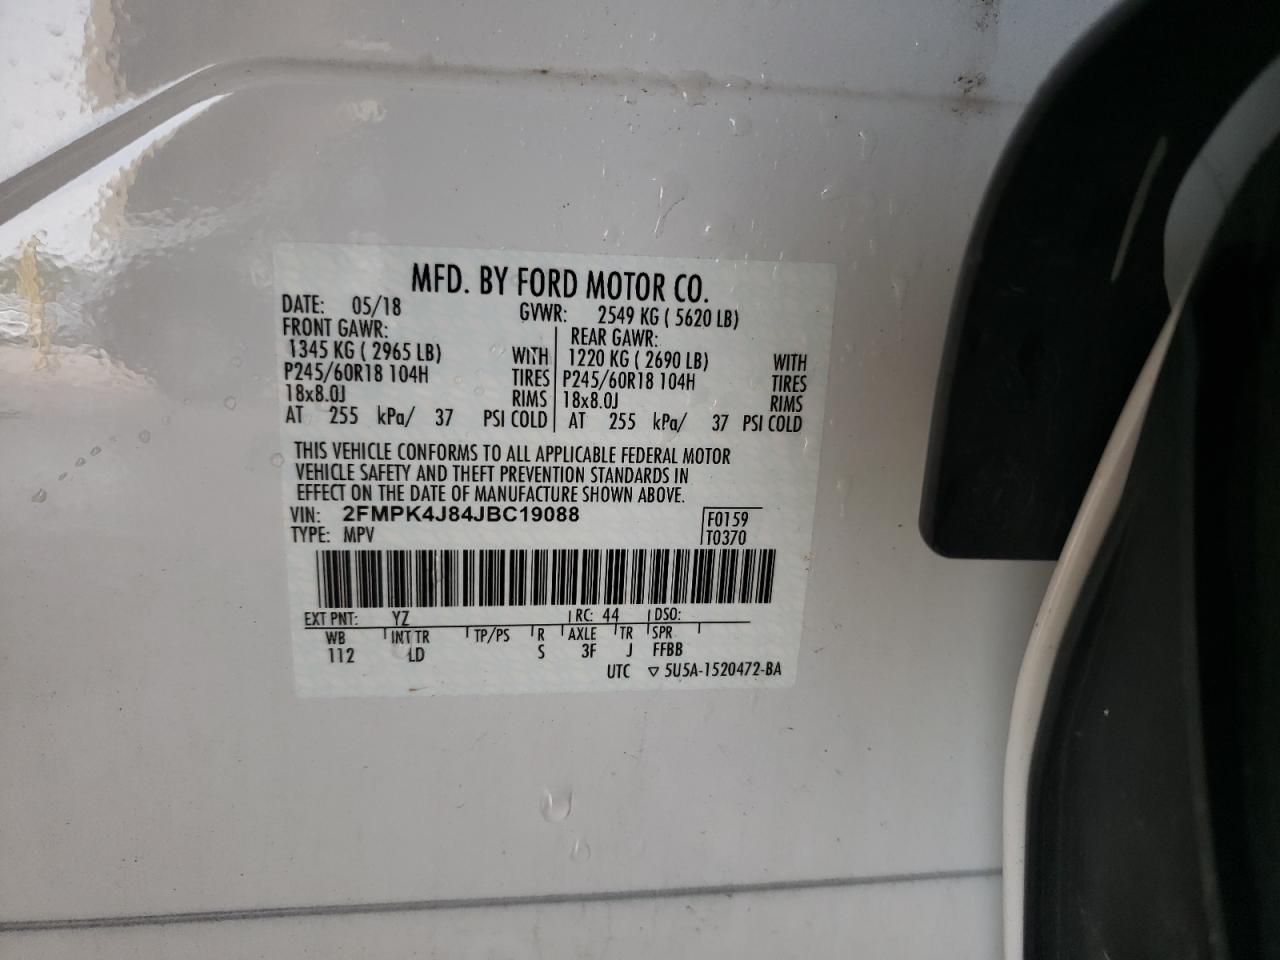 MFD. BY FORD MOTOR CO.
DATE: 05/18 GVWR: 2549 KG ( 5620 LB)
FRONT GAWR: REAR GAWR:
1345 KG ( 2965 LB) WITH 1220 KG ( 2690 LB) WITH
P245/60R18 104H TIRES P245/60R18 104H TIRES
18x8.0J RIMS 18x8.0J RIMS
AT 255 kPa/ 37 PSI COLD AT 255 kPa/ 37 PSI COLD
THIS VEHICLE CONFORMS TO ALL APPLICABLE FEDERAL MOTOR
VEHICLE SAFETY AND THEFT PREVENTION STANDARDS IN
EFFECT ON THE DATE OF MANUFACTURE SHOWN ABOVE.
VIN: 2FMPK4J84JBC19088 F0159
TYPE: MPV T0370
EXT PNT: YZ RC: 44 DSO:
WB INT TR TP/PS R AXLE TR SPR
112 LD S 3F J FFBB
UTC ▽ 5U5A-1520472-BA